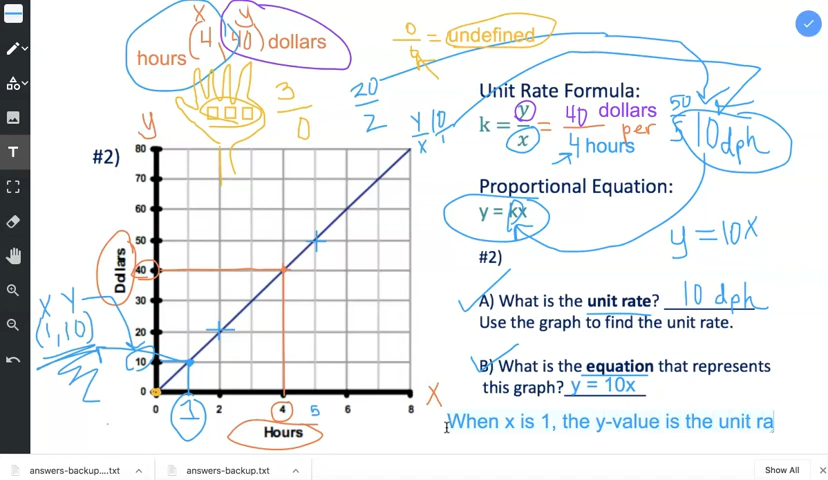 x y
hours (4, 40) dollars
0/0 = undefined
3/0
20/2
Y/X 10/1
Unit Rate Formula:
k = y/x = 40 dollars per / 4 hours
50/5
10 dph
Proportional Equation:
y = kx
y = 10x
#2)
A) What is the unit rate? 10 dph
Use the graph to find the unit rate.
B) What is the equation that represents
this graph? y = 10x
When x is 1, the y-value is the unit ra
#2)
y
Dollars
80
70
60
50
40
30
20
10
0
X Y
(1,10)
0 1 2 4 5 6 8
X
Hours
T
answers-backup....txt
answers-backup.txt
Show All